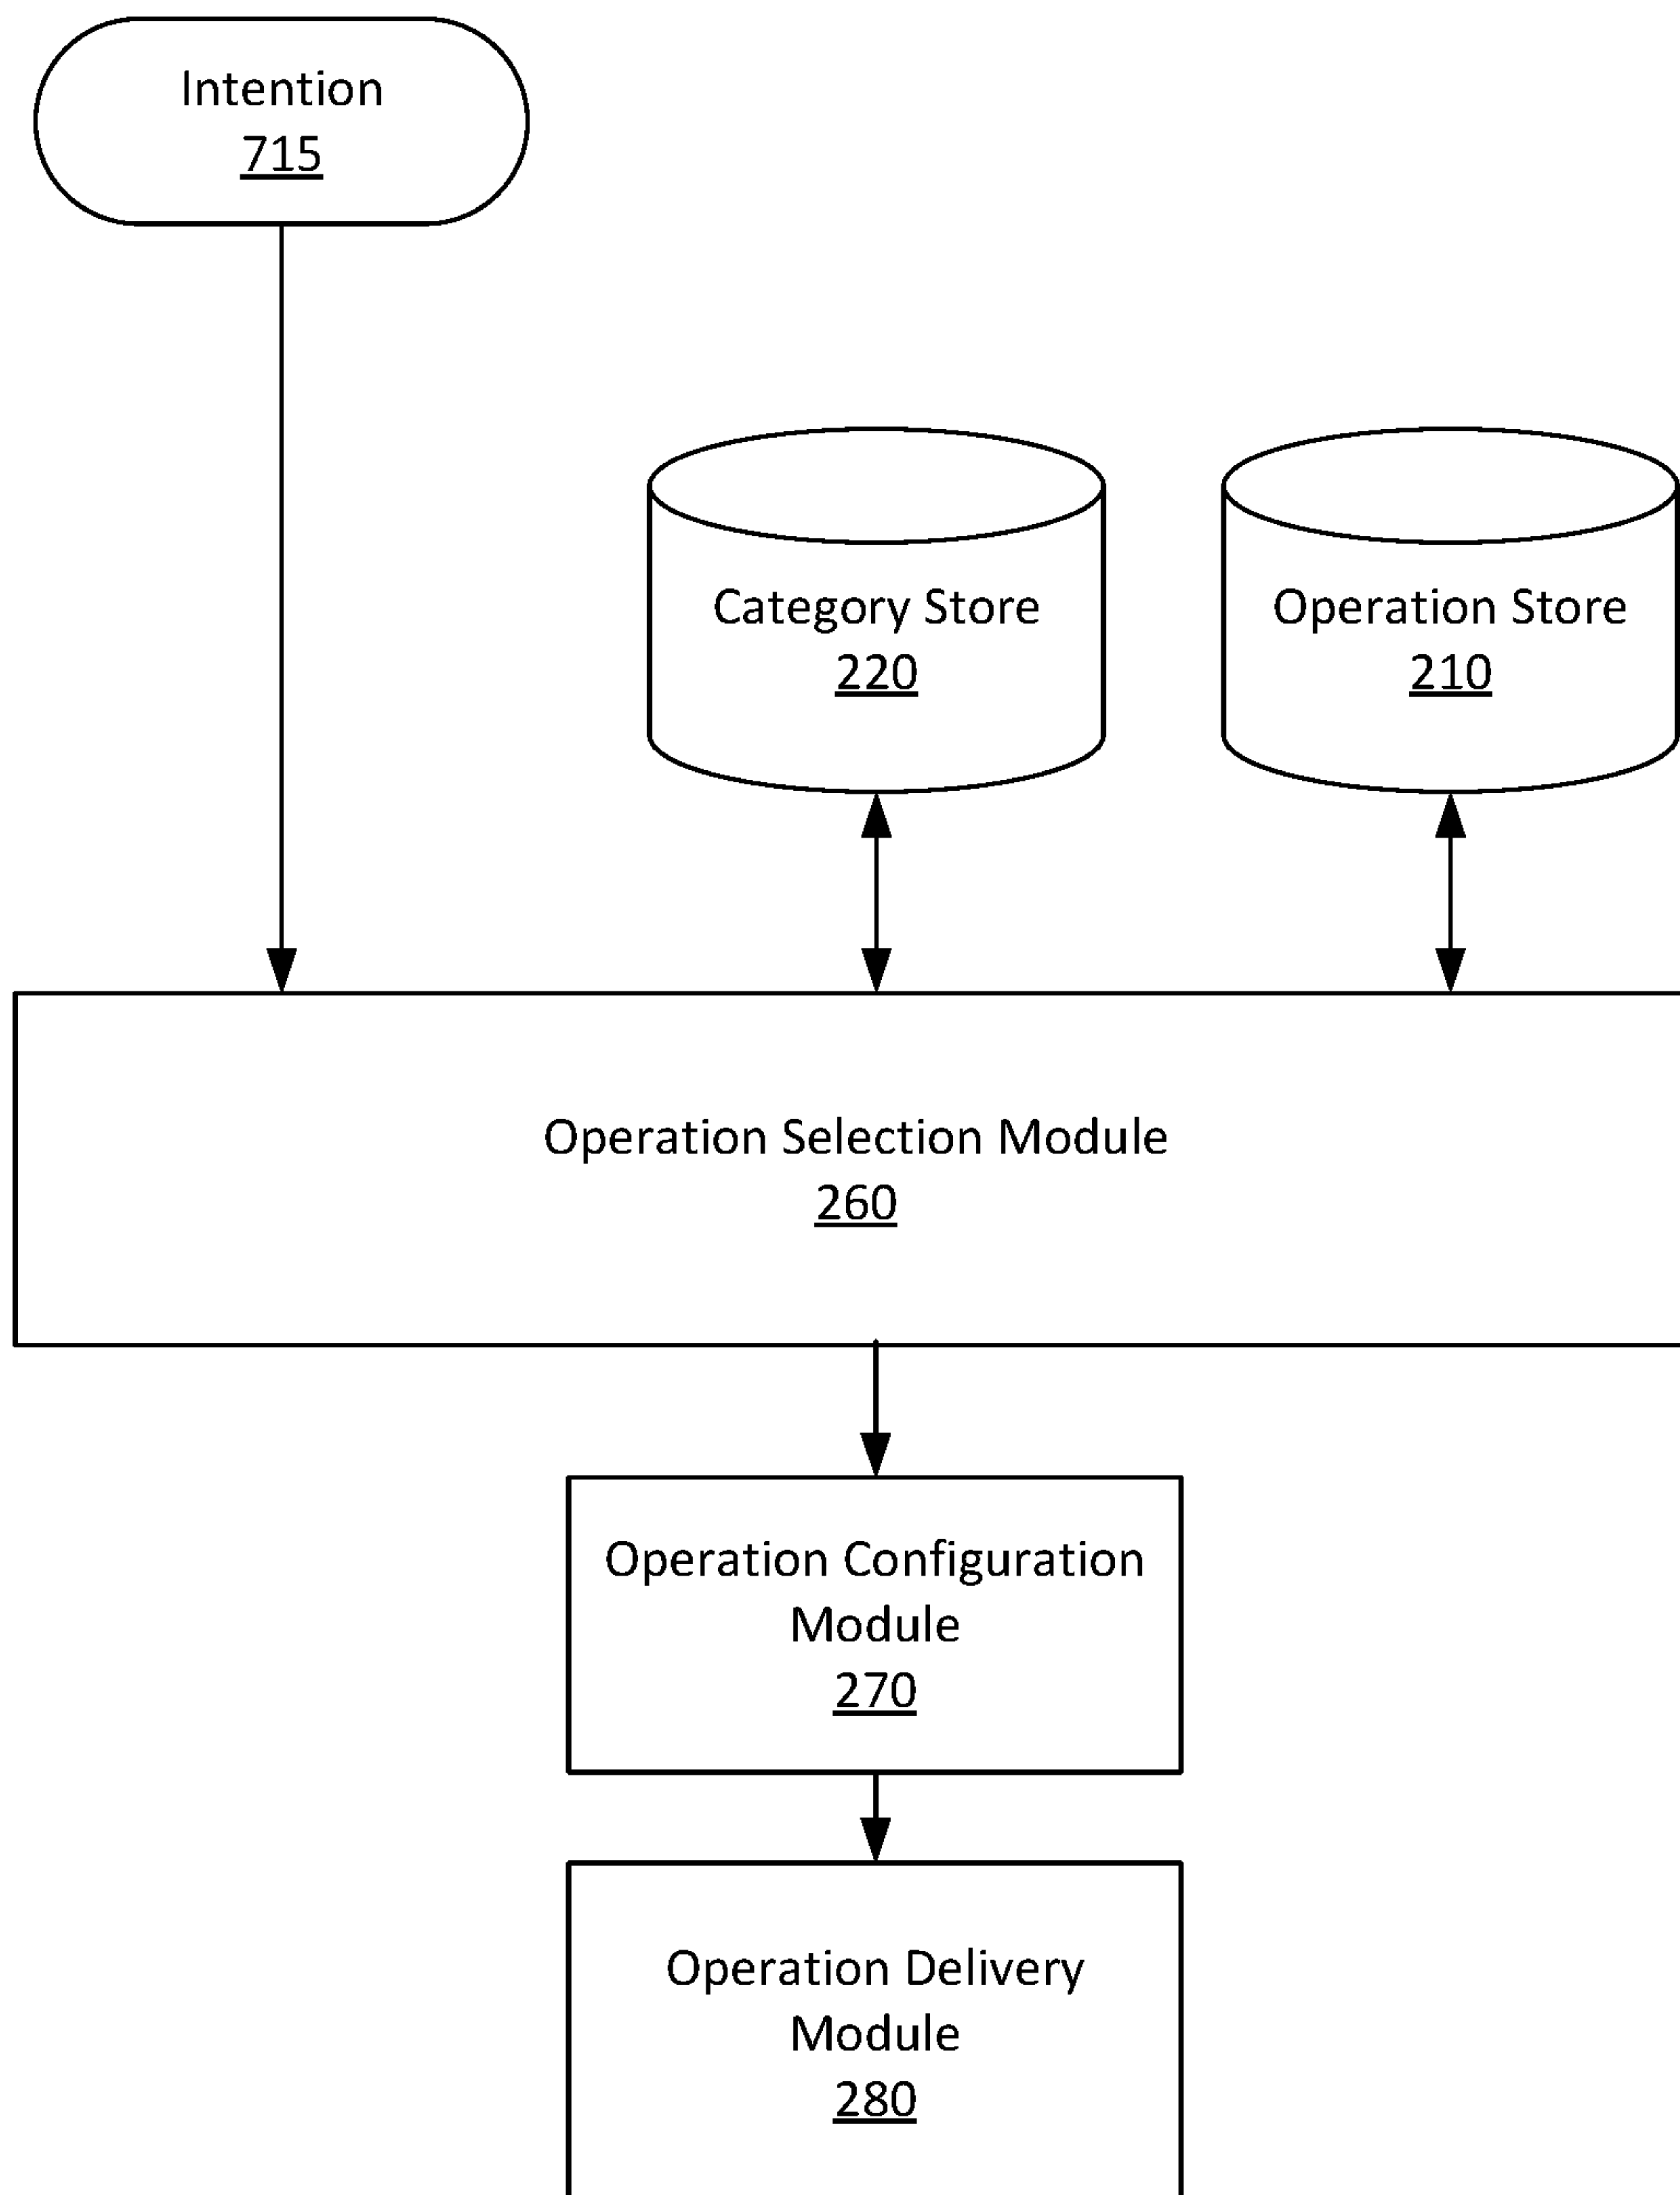 Intention
715
Category Store
220
Operation Store
210
Operation Selection Module
260
Operation Configuration
Module
270
Operation Delivery
Module
280